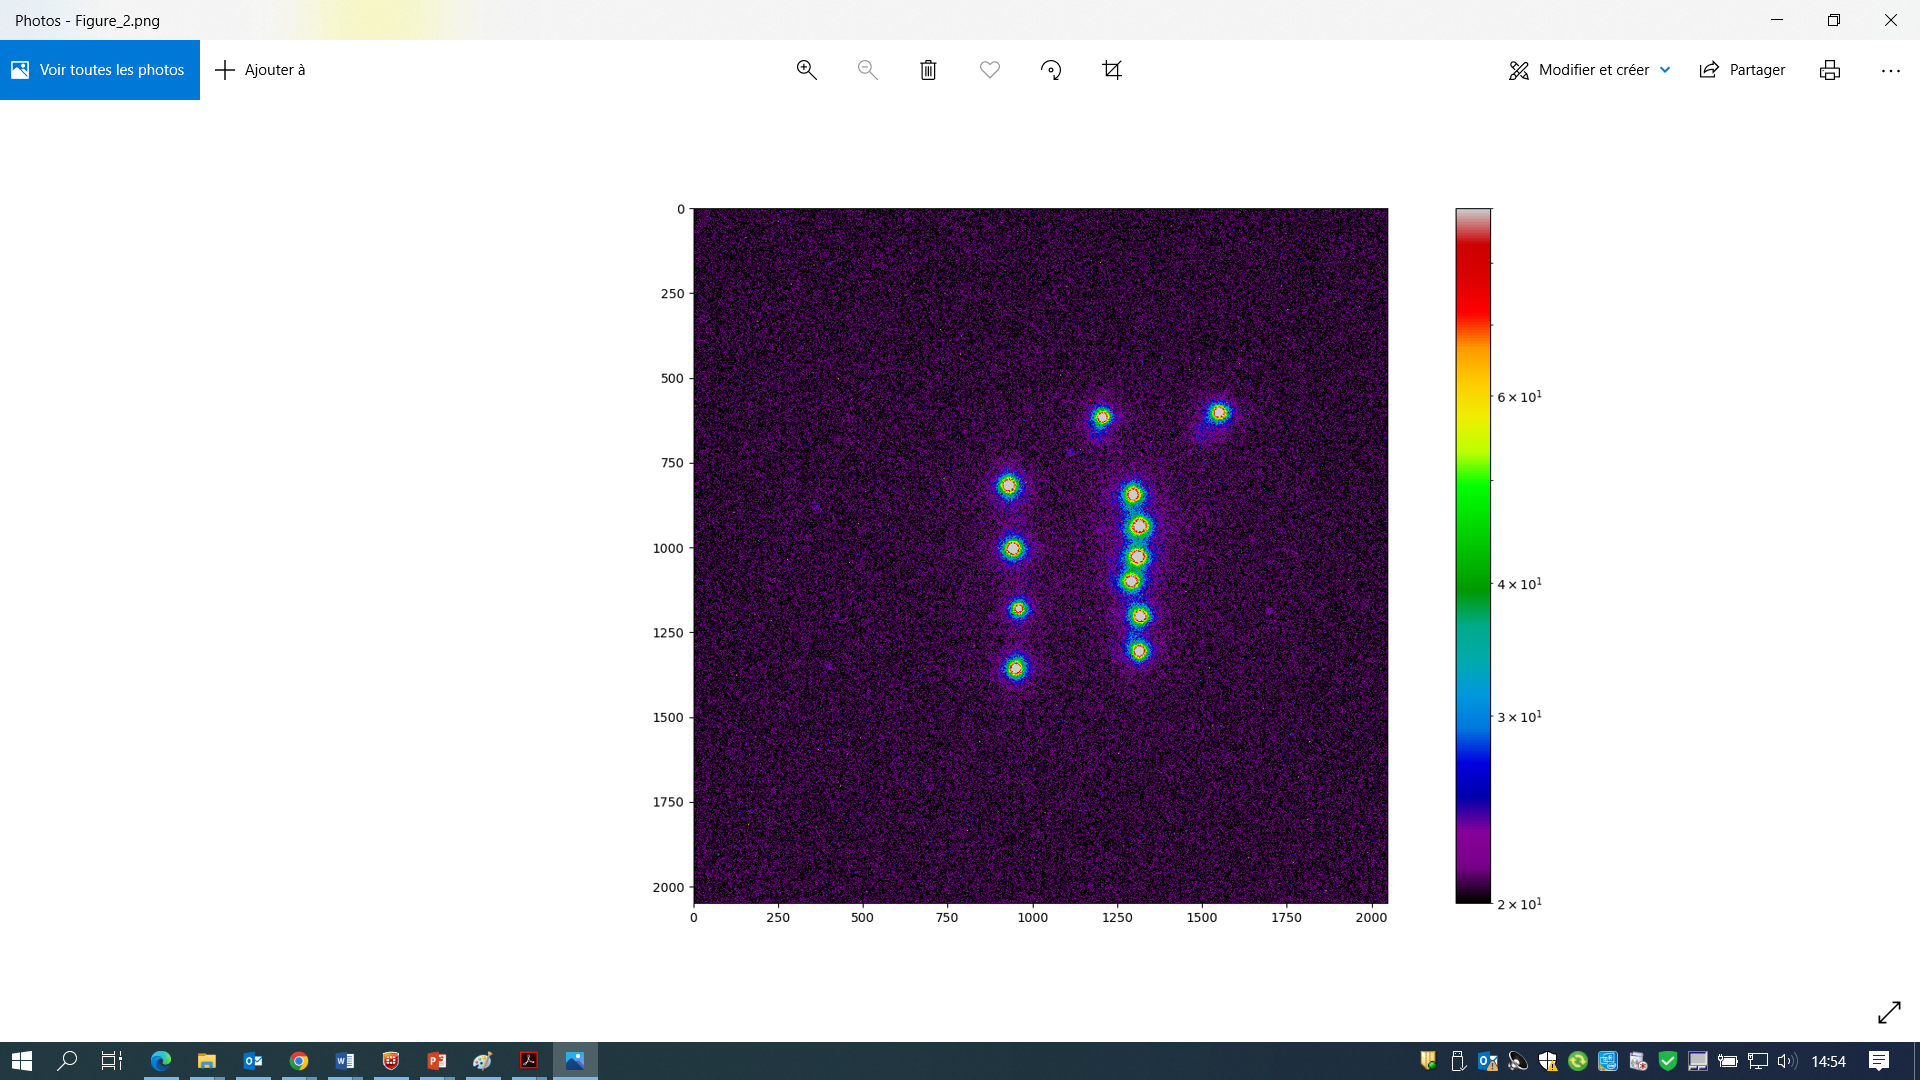 Photos - Figure_2.png
Voir toutes les photos
Ajouter à
Modifier et créer
Partager
0
250
500
750
1000
1250
1500
1750
2000
0 250 500 750 1000 1250 1500 1750 2000
6 × 10¹
4 × 10¹
3 × 10¹
2 × 10¹
14:54